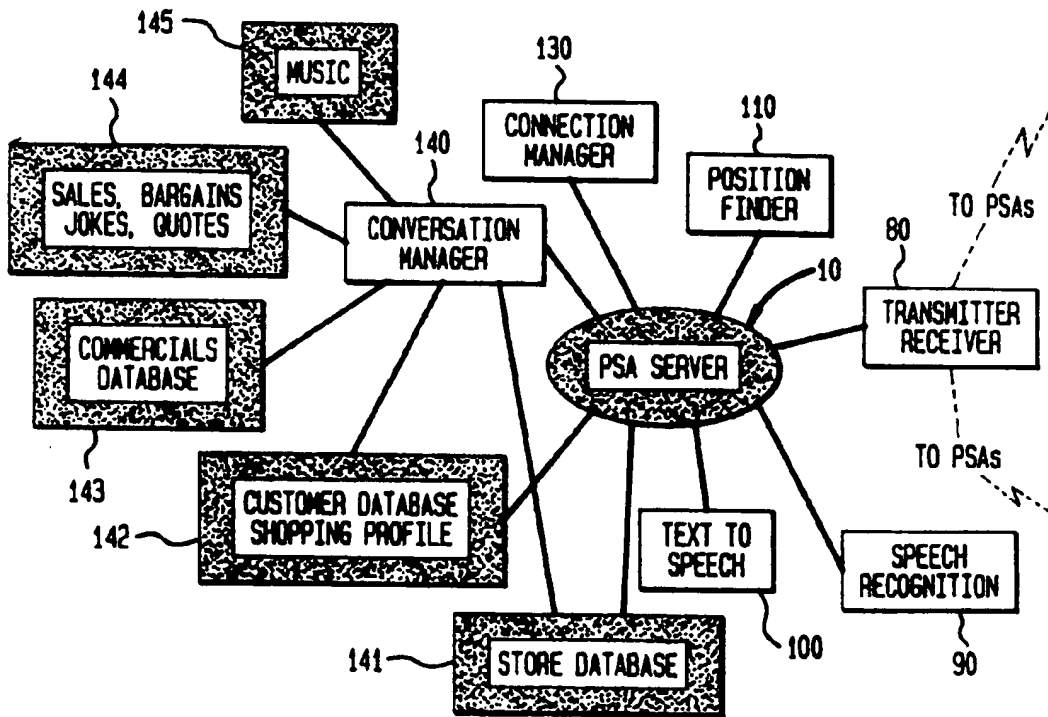 145
MUSIC
144
SALES, BARGAINS
JOKES, QUOTES
140
CONVERSATION
MANAGER
130
CONNECTION
MANAGER
110
POSITION
FINDER
TO PSAs
80
TRANSMITTER
RECEIVER
10
PSA SERVER
COMMERCIALS
DATABASE
143
TO PSAs
CUSTOMER DATABASE
SHOPPING PROFILE
142
TEXT TO
SPEECH
100
SPEECH
RECOGNITION
90
STORE DATABASE
141